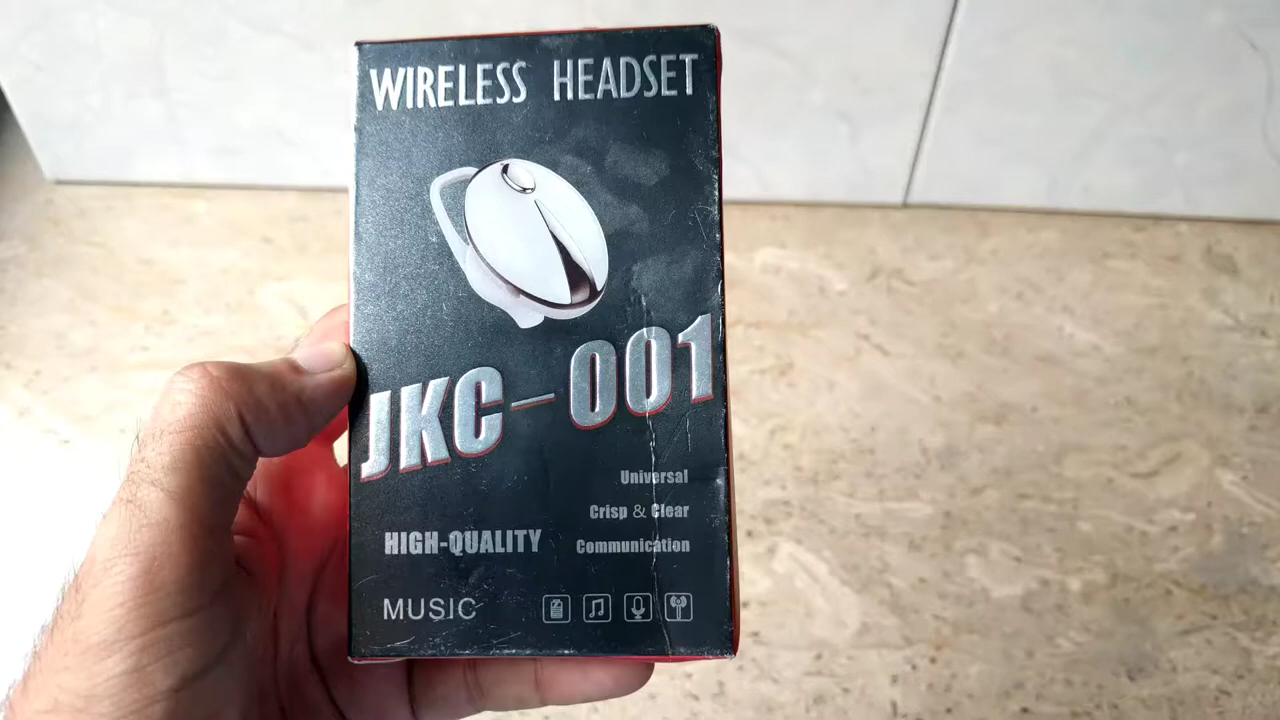 WIRELESS HEADSET
JKC-001
Universal
Crisp & Clear
HIGH-QUALITY
Communication
MUSIC